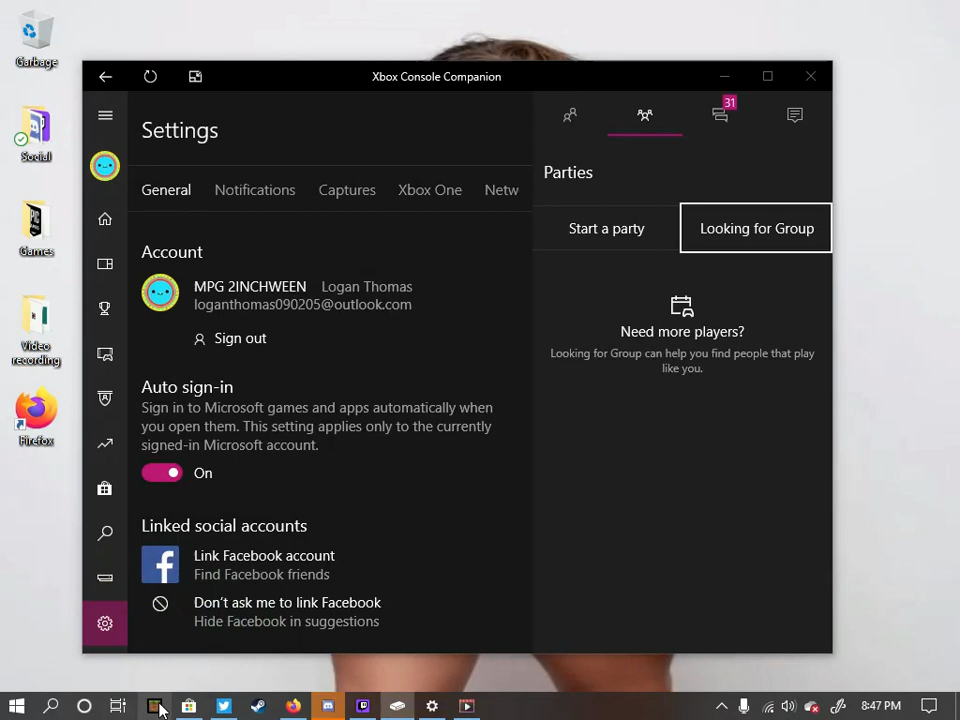 Garbage
Social
Games
Video
recording
Firefox
Xbox Console Companion
Settings
General Notifications Captures Xbox One Netw
Account
MPG 2INCHWEEN Logan Thomas
loganthomas090205@outlook.com
Sign out
Auto sign-in
Sign in to Microsoft games and apps automatically when
you open them. This setting applies only to the currently
signed-in Microsoft account.
On
Linked social accounts
Link Facebook account
Find Facebook friends
Don't ask me to link Facebook
Hide Facebook in suggestions
31
Parties
Start a party Looking for Group
Need more players?
Looking for Group can help you find people that play
like you.
8:47 PM